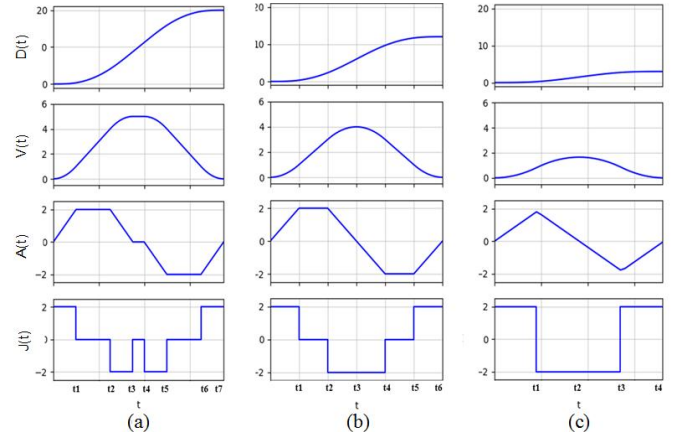 D(t)
20 0 0
20 10 0
20 10 0
V(t)
6 4 2 0
6 4 2 0
6 4 2 0
A(t)
2 0 −2
2 0 −2
2 0 −2
J(t)
2 −2
2 0 −2
2 0 −2
t1 t2 t3 t4 t5 t6 t7
t1 t2 t3 t4 t5 t6
t1 t2 t3 t4
t t t
(a) (b) (c)